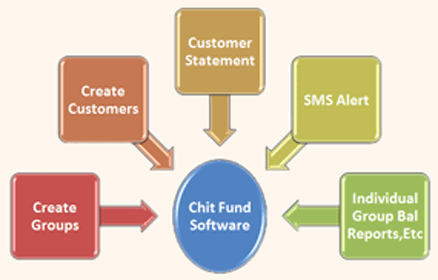 Customer
Statement
Create
Customers
SMS Alert
Create
Groups
Chit Fund
Software
Individual
Group Bal
Reports,Etc